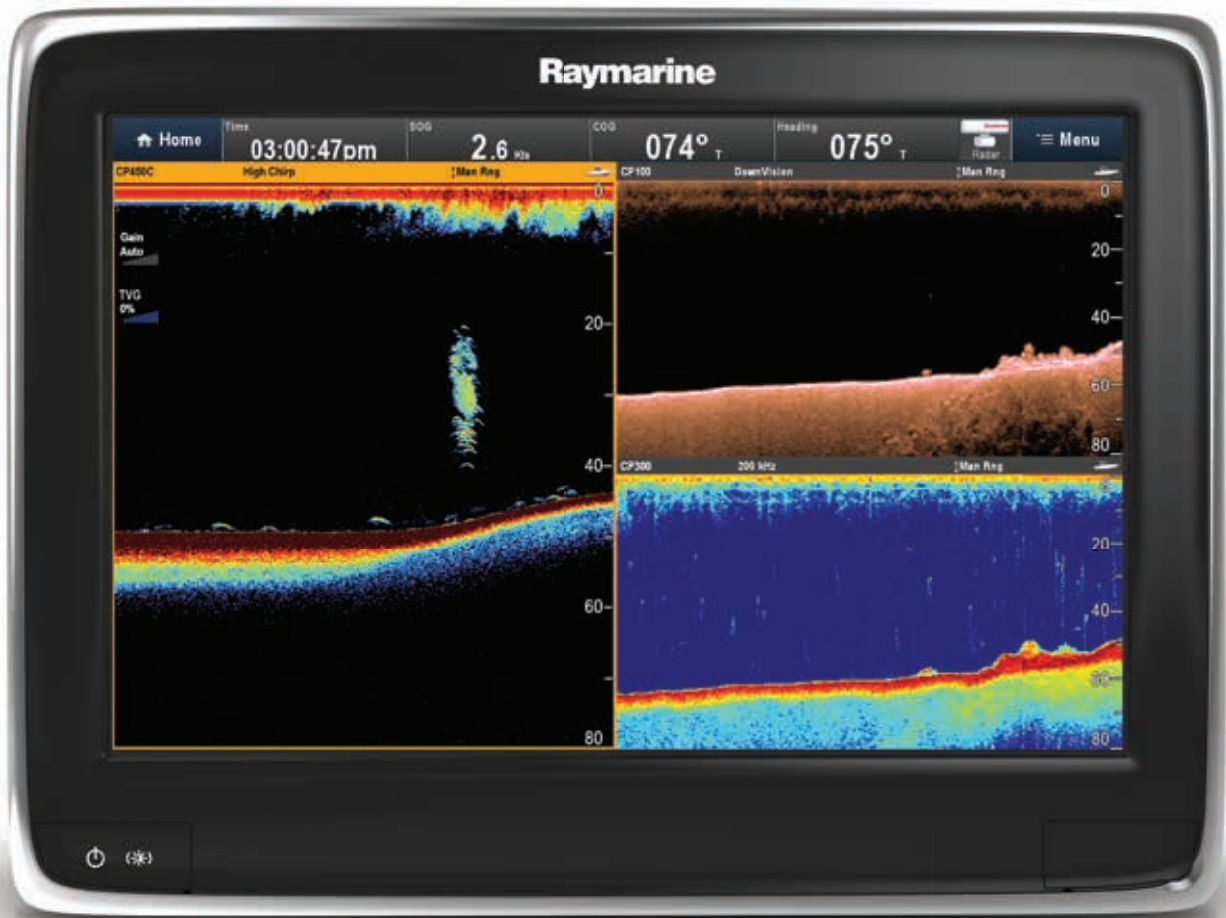 Raymarine
Home
Time
03:00:47pm
SOG
2.6 Kts
COG
074° T
Heading
075° T
Radar
Menu
CP450C High Chirp Man Rng
0
Gain
Auto
TVG
0%
20
40
60
80
CP100 DownVision Man Rng
0
20
40
60
80
CP300 200 kHz Man Rng
20
40
60
80